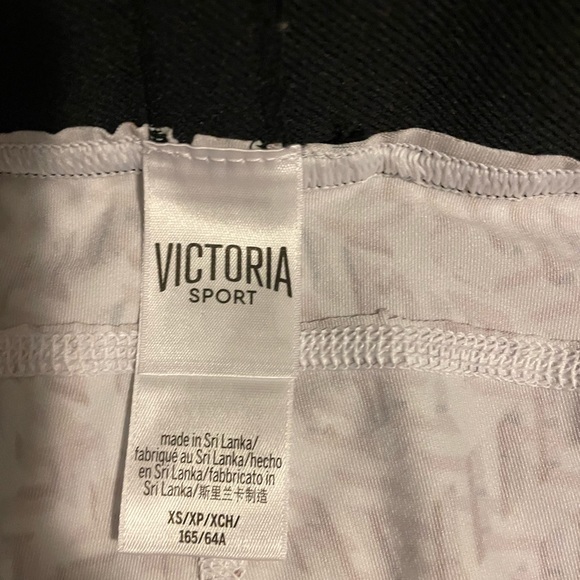 VICTORIA
SPORT
made in Sri Lanka/
fabriqué au Sri Lanka/hecho
en Sri Lanka/fabbricato in
Sri Lanka/斯里兰卡制造
XS/XP/XCH/
165/64A